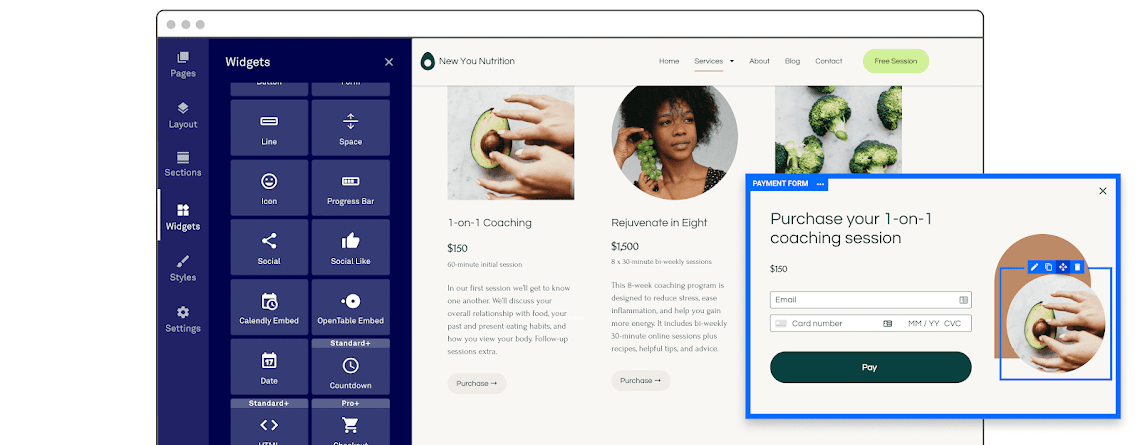 Pages
Layout
Sections
Widgets
Styles
Settings
Widgets
Button
Form
Line
Space
Icon
Progress Bar
Social
Social Like
Calendly Embed
OpenTable Embed
Date
Standard+
Countdown
Standard+
HTML
Pro+
Checkout
New You Nutrition
Home
Services
About
Blog
Contact
Free Session
1-on-1 Coaching
$150
60-minute initial session
In our first session we'll get to know
one another. We'll discuss your
overall relationship with food, your
past and present eating habits, and
how you view your body. Follow-up
sessions extra.
Purchase →
Rejuvenate in Eight
$1,500
8 x 30-minute bi-weekly sessions
This 8-week coaching program is
designed to reduce stress, ease
inflammation, and help you gain
more energy. It includes bi-weekly
30-minute online sessions plus
recipes, helpful tips, and advice.
Purchase →
PAYMENT FORM
Purchase your 1-on-1
coaching session
$150
Email
Card number
MM / YY CVC
Pay